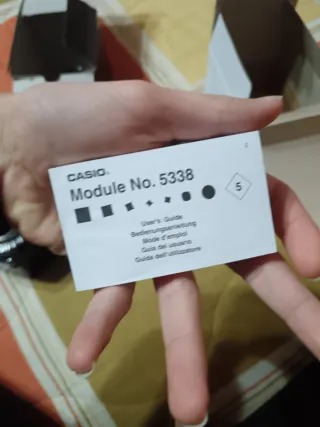 CASIO®
Module No. 5338
5
User's Guide
Bedienungsanleitung
Mode d'emploi
Guía del usuario
Guida dell'utilizzatore